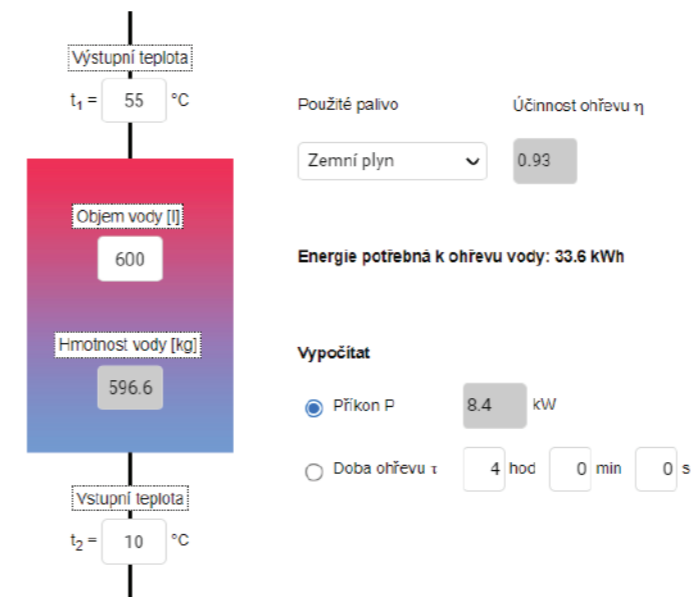 Výstupní teplota
t₁ = 55 °C
Objem vody [l]
600
Hmotnost vody [kg]
596.6
Vstupní teplota
t₂ = 10 °C
Použité palivo
Účinnost ohřevu η
Zemní plyn
0.93
Energie potřebná k ohřevu vody: 33.6 kWh
Vypočítat
Příkon P 8.4 kW
Doba ohřevu τ 4 hod 0 min 0 s